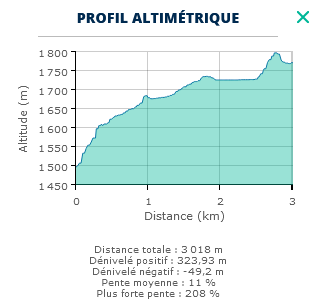 PROFIL ALTIMÉTRIQUE
Altitude (m)
1 800
1 750
1 700
1 650
1 600
1 550
1 500
1 450
0 1 2 3
Distance (km)
Distance totale : 3 018 m
Dénivelé positif : 323,93 m
Dénivelé négatif : -49,2 m
Pente moyenne : 11 %
Plus forte pente : 208 %